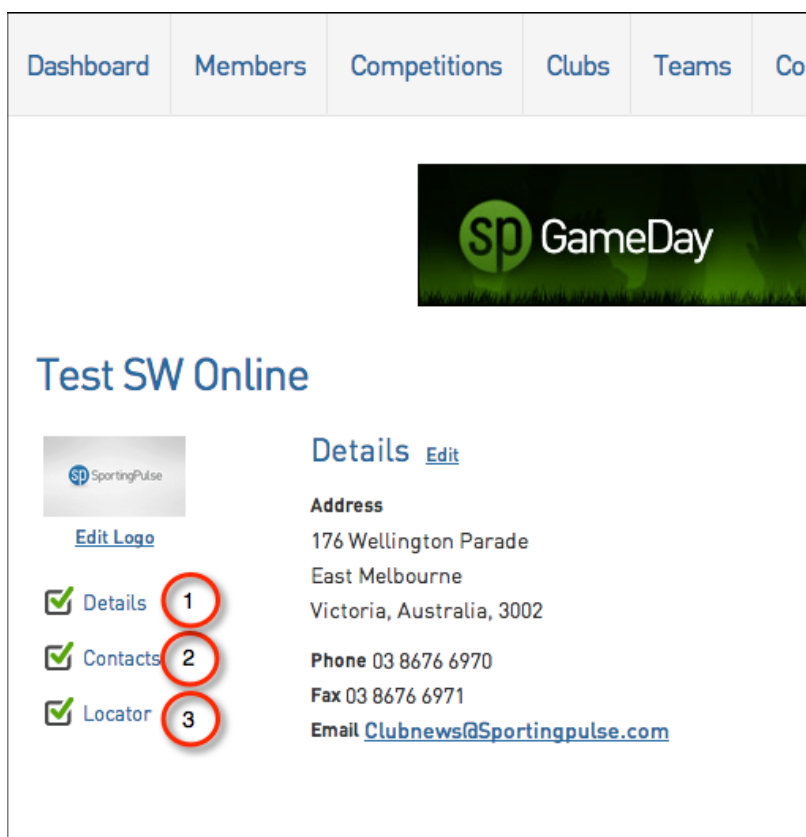 Dashboard Members Competitions Clubs Teams Co
sp GameDay
Test SW Online
sp SportingPulse
Edit Logo
Details 1
Contacts 2
Locator 3
Details Edit
Address
176 Wellington Parade
East Melbourne
Victoria, Australia, 3002
Phone 03 8676 6970
Fax 03 8676 6971
Email Clubnews@Sportingpulse.com